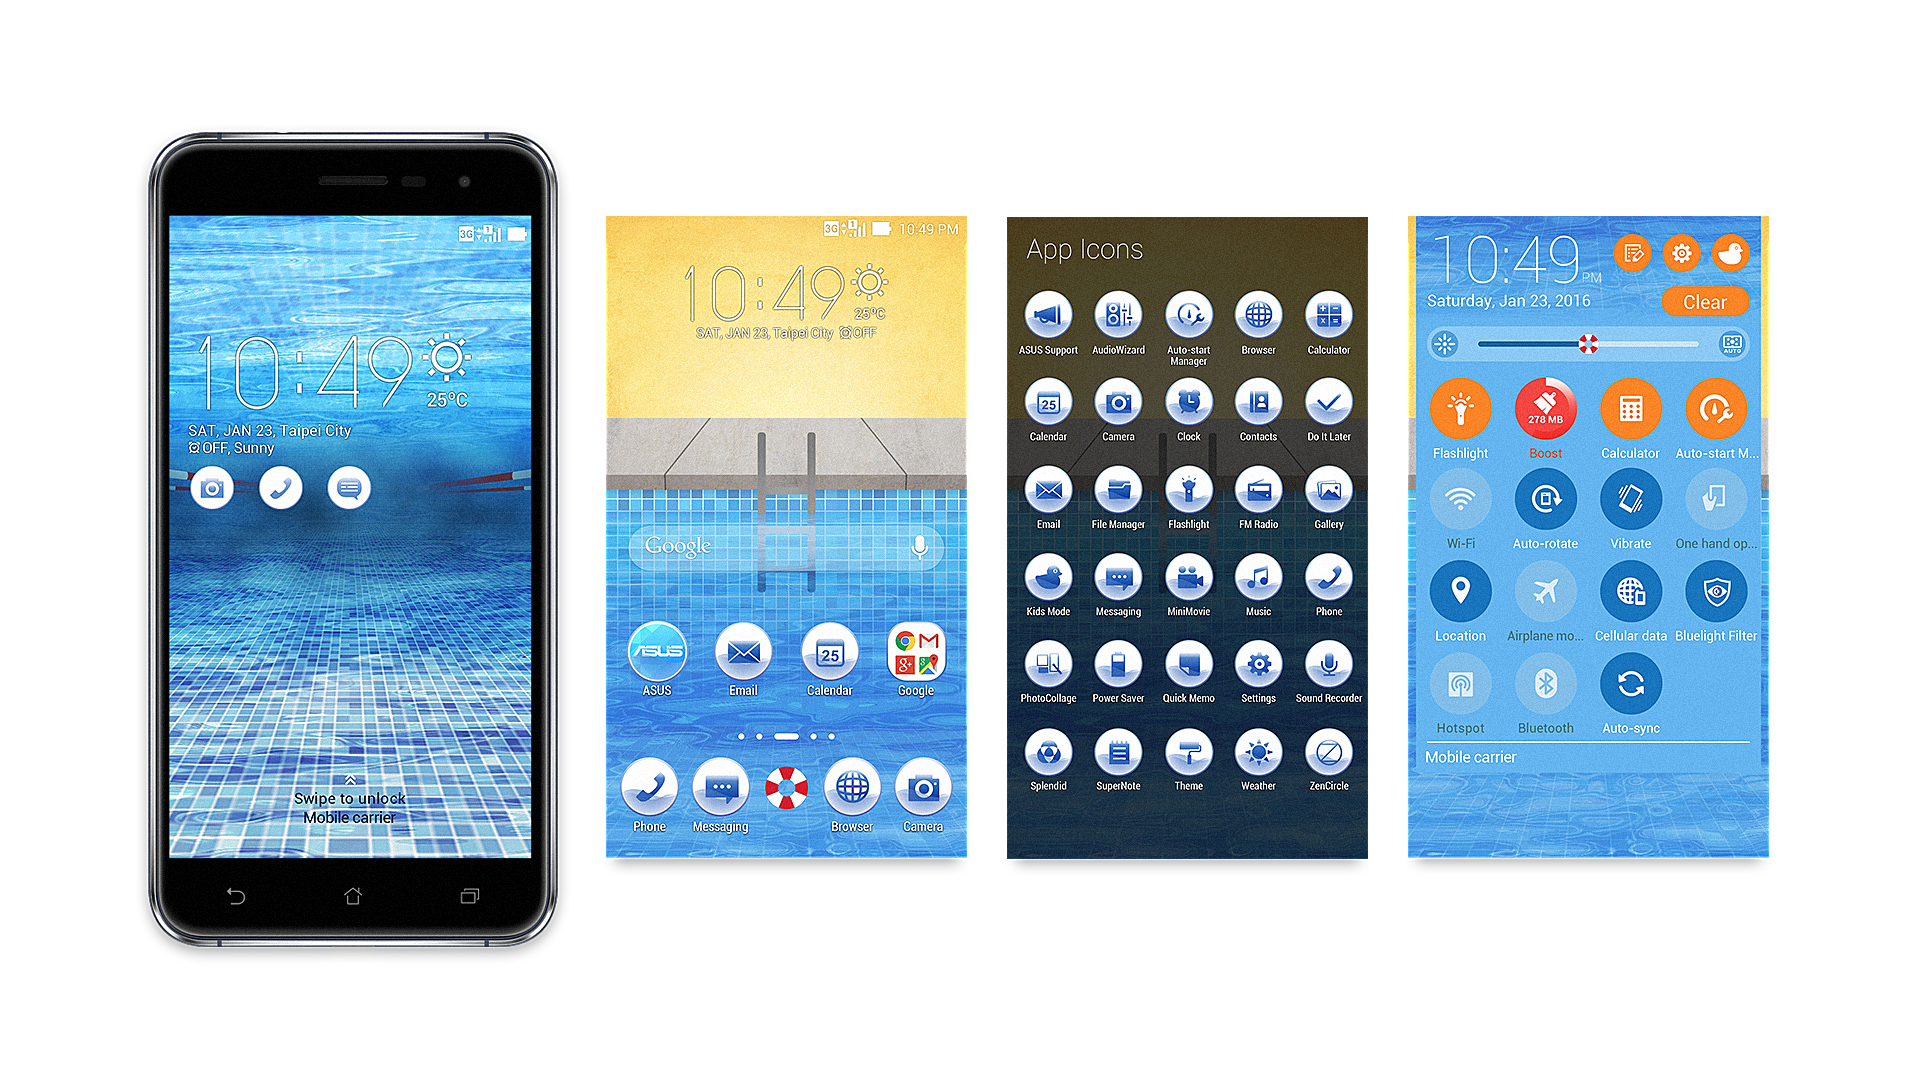 3G 1
10:49
25°C
SAT, JAN 23, Taipei City
OFF, Sunny
Swipe to unlock
Mobile carrier
3G 1 10:49 PM
10:49
25°C
SAT, JAN 23, Taipei City OFF
Google
ASUS 25
ASUS Email Calendar Google
Phone Messaging Browser Camera
App Icons
ASUS Support AudioWizard Auto-start Manager Browser Calculator
25
Calendar Camera Clock Contacts Do It Later
Email File Manager Flashlight FM Radio Gallery
Kids Mode Messaging MiniMovie Music Phone
PhotoCollage Power Saver Quick Memo Settings Sound Recorder
Splendid SuperNote Theme Weather ZenCircle
10:49 PM
Saturday, Jan 23, 2016 Clear
AUTO
278 MB
Flashlight Boost Calculator Auto-start M...
Wi-Fi Auto-rotate Vibrate One hand op...
Location Airplane mo... Cellular data Bluelight Filter
Hotspot Bluetooth Auto-sync
Mobile carrier